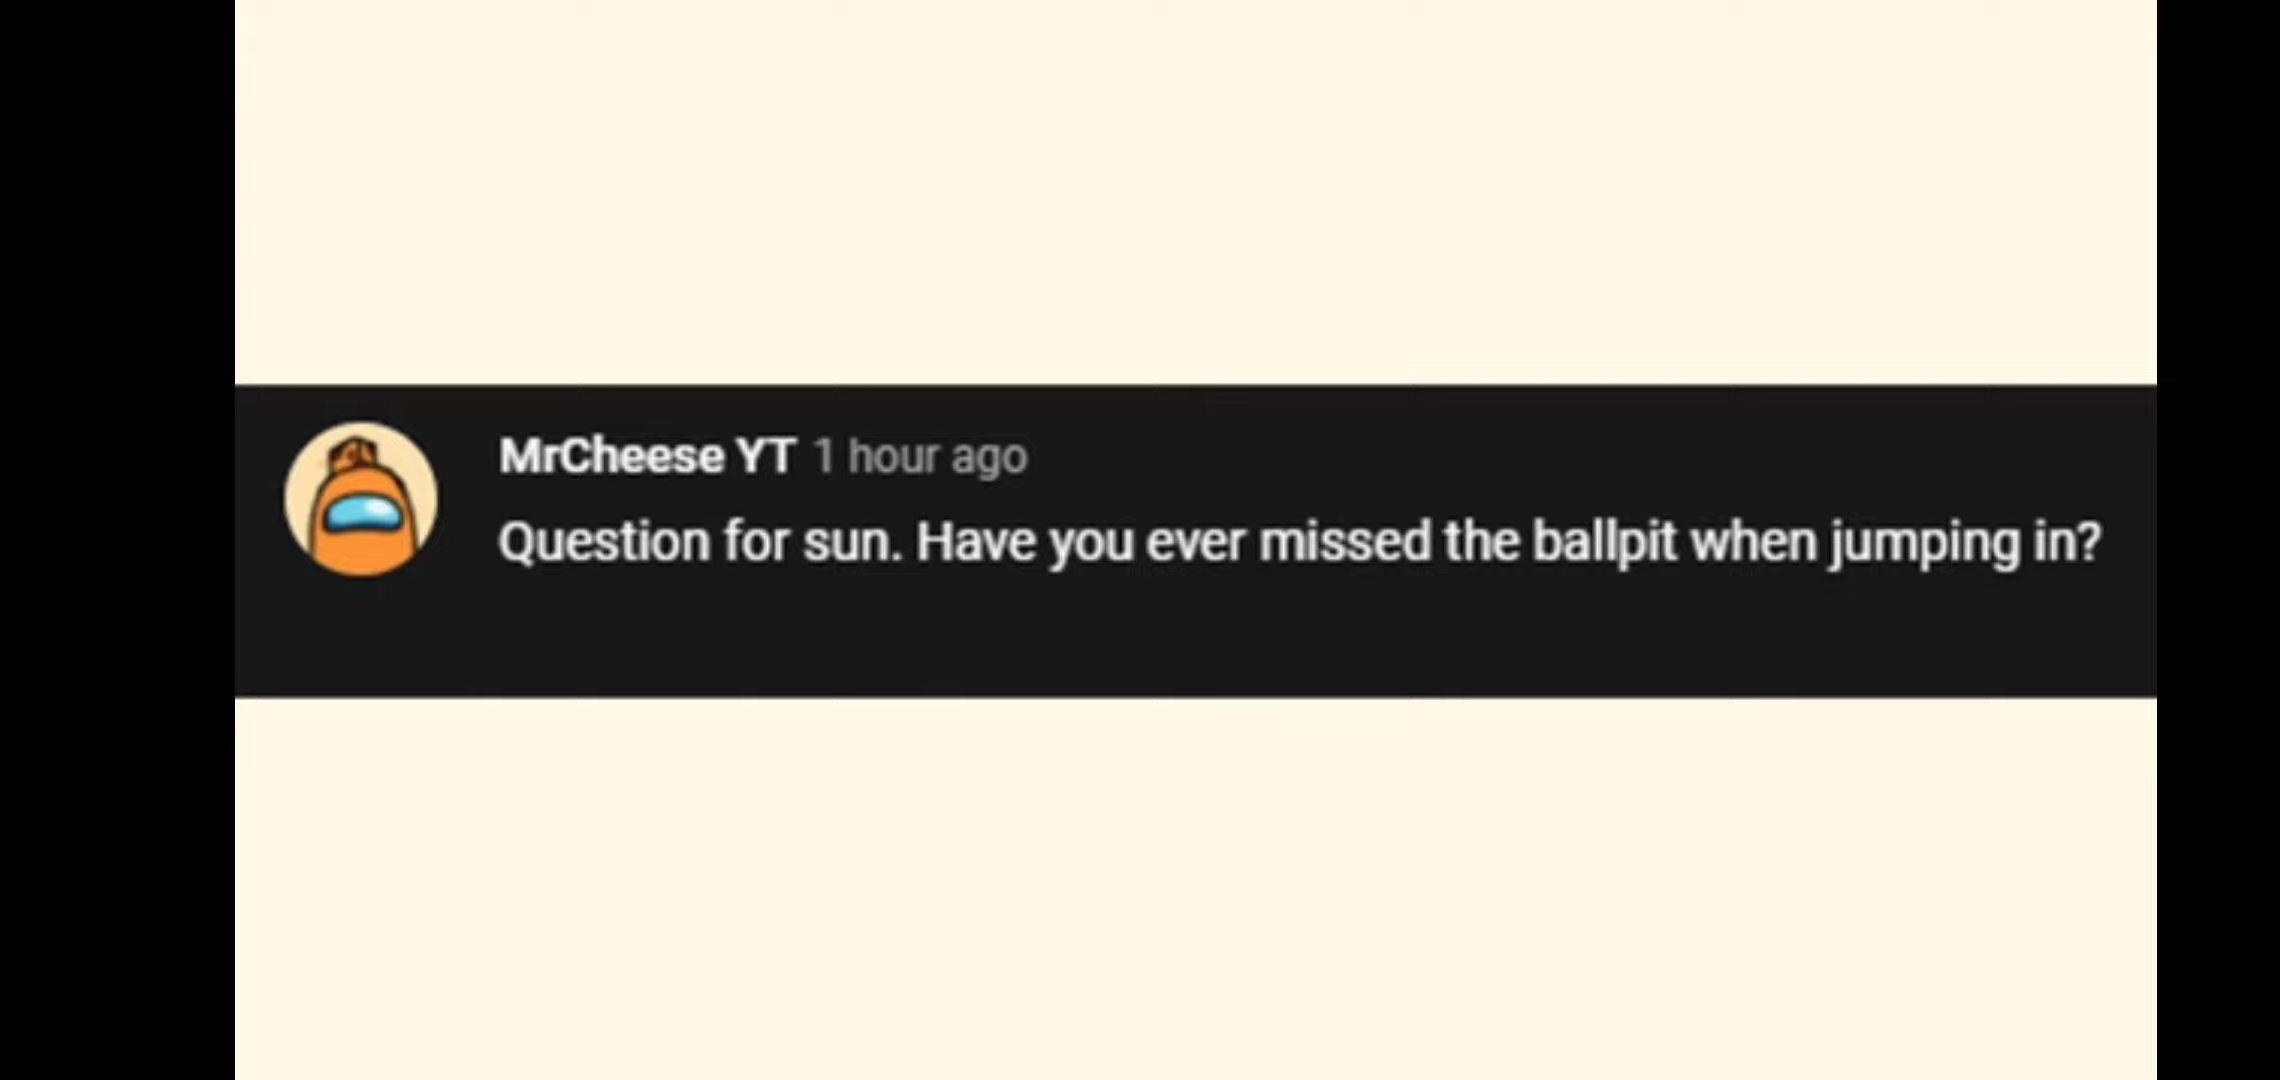 MrCheese YT 1 hour ago
Question for sun. Have you ever missed the ballpit when jumping in?